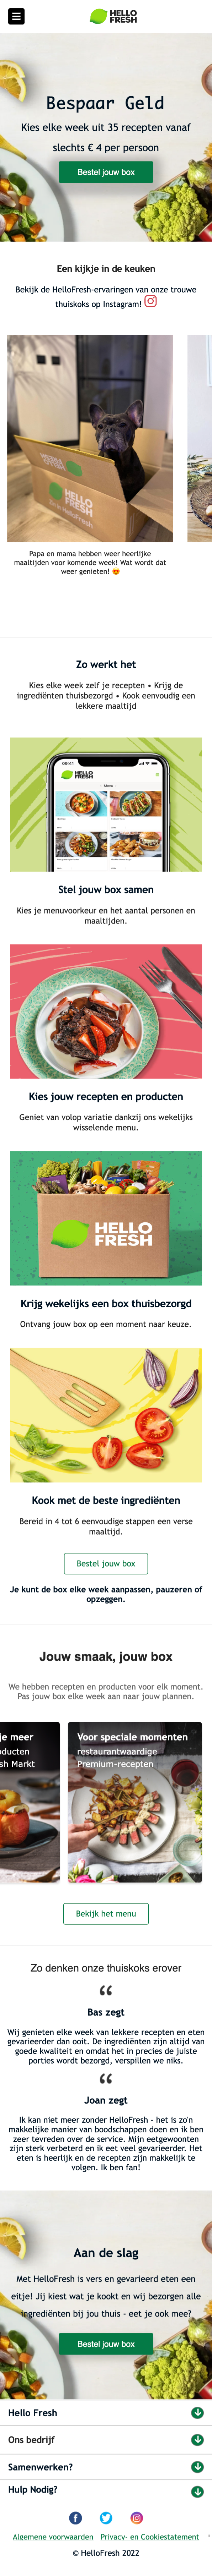 HELLO
FRESH
Bespaar Geld
Kies elke week uit 35 recepten vanaf
slechts € 4 per persoon
Bestel jouw box
Een kijkje in de keuken
Bekijk de HelloFresh-ervaringen van onze trouwe
thuiskoks op Instagram!
HELLO
FRESH
Papa en mama hebben weer heerlijke
maaltijden voor komende week! Wat wordt dat
weer genieten! 😍
Zo werkt het
Kies elke week zelf je recepten • Krijg de
ingrediënten thuisbezorgd • Kook eenvoudig een
lekkere maaltijd
09:41
HELLO
FRESH
Menu
Stel jouw box samen
Kies je menuvoorkeur en het aantal personen en
maaltijden.
Kies jouw recepten en producten
Geniet van volop variatie dankzij ons wekelijks
wisselende menu.
HELLO
FRESH
Krijg wekelijks een box thuisbezorgd
Ontvang jouw box op een moment naar keuze.
Kook met de beste ingrediënten
Bereid in 4 tot 6 eenvoudige stappen een verse
maaltijd.
Bestel jouw box
Je kunt de box elke week aanpassen, pauzeren of
opzeggen.
Jouw smaak, jouw box
We hebben recepten en producten voor elk moment.
Pas jouw box elke week aan naar jouw plannen.
je meer
oducten
sh Markt
Voor speciale momenten
restaurantwaardige
Premium-recepten
Bekijk het menu
Zo denken onze thuiskoks erover
“
Bas zegt
Wij genieten elke week van lekkere recepten en eten
gevarieerder dan ooit. De ingrediënten zijn altijd van
goede kwaliteit en omdat het in precies de juiste
porties wordt bezorgd, verspillen we niks.
“
Joan zegt
Ik kan niet meer zonder HelloFresh - het is zo'n
makkelijke manier van boodschappen doen en ik ben
zeer tevreden over de service. Mijn eetgewoonten
zijn sterk verbeterd en ik eet veel gevarieerder. Het
eten is heerlijk en de recepten zijn makkelijk te
volgen. Ik ben fan!
Aan de slag
Met HelloFresh is vers en gevarieerd eten een
eitje! Jij kiest wat je kookt en wij bezorgen alle
ingrediënten bij jou thuis - eet je ook mee?
Bestel jouw box
Hello Fresh
Ons bedrijf
Samenwerken?
Hulp Nodig?
Algemene voorwaarden Privacy- en Cookiestatement
© HelloFresh 2022